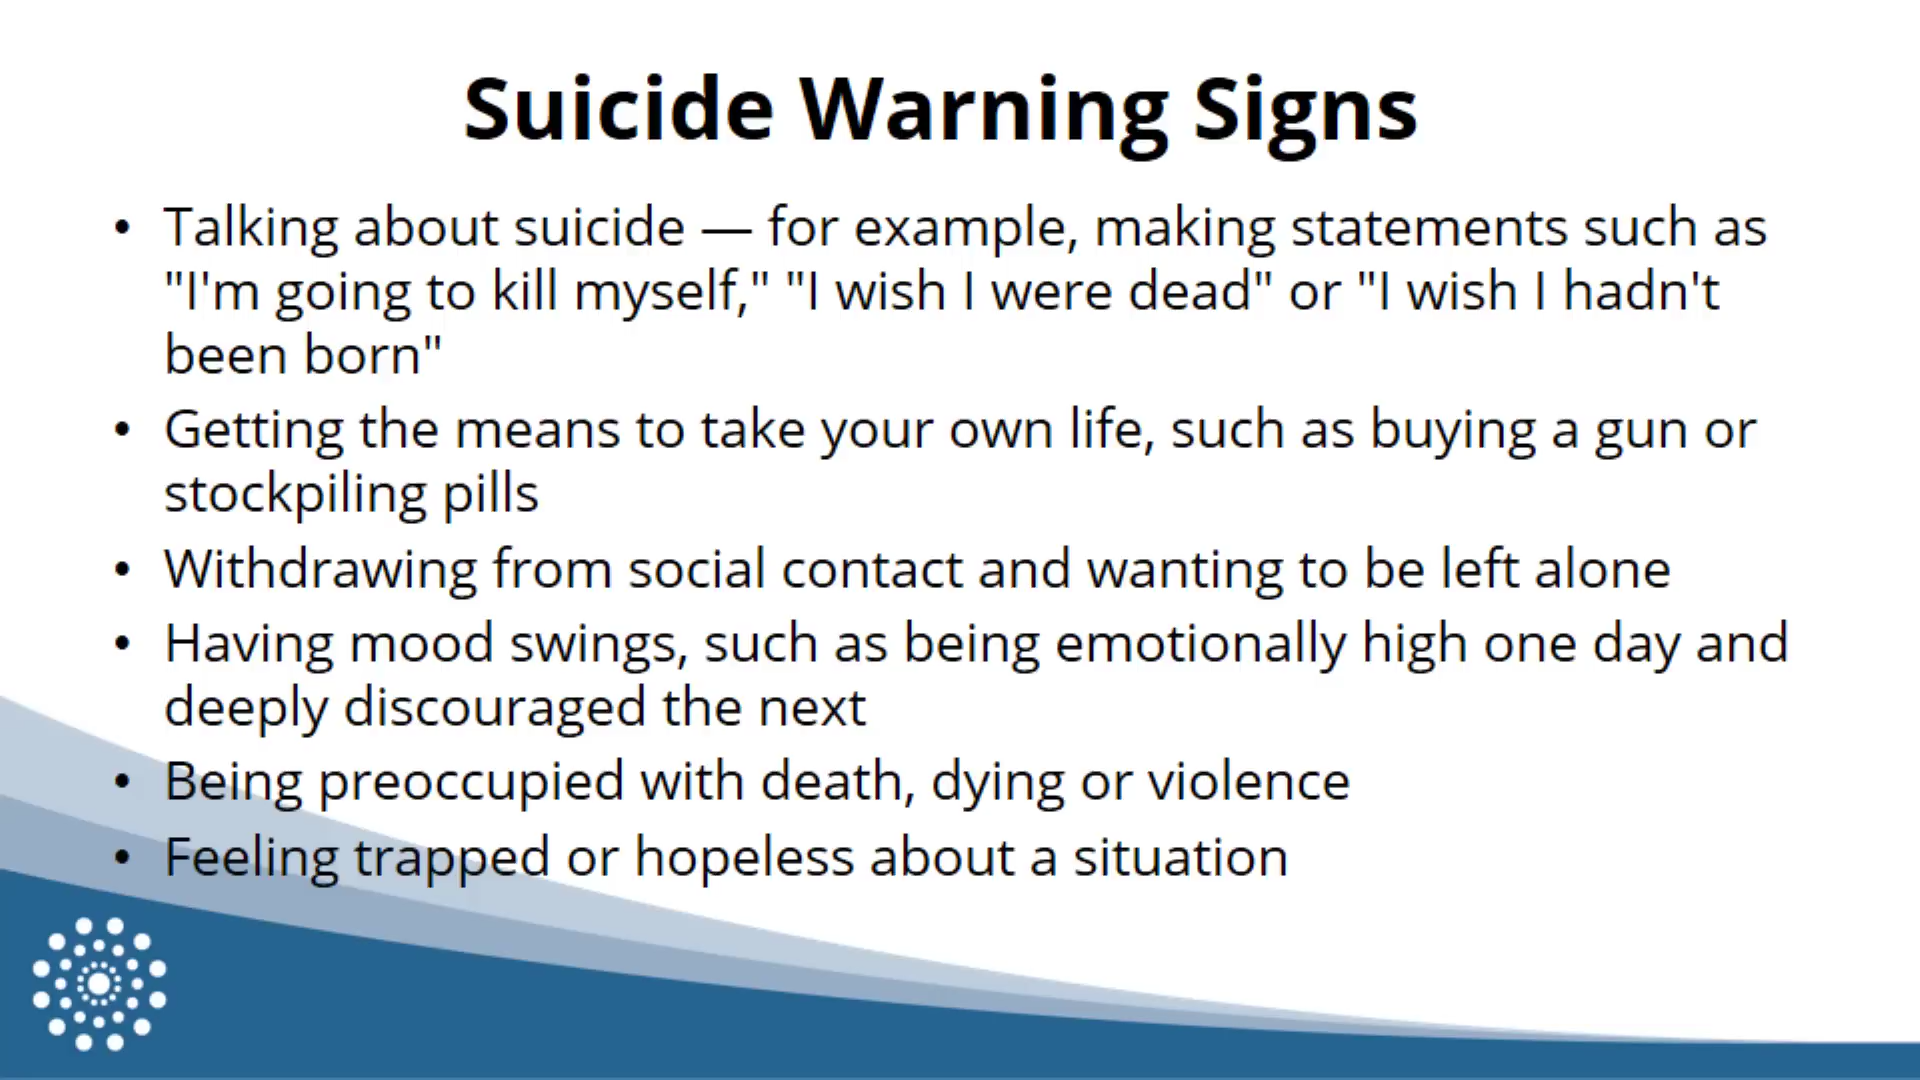 Suicide Warning Signs
• Talking about suicide — for example, making statements such as
"I'm going to kill myself," "I wish I were dead" or "I wish I hadn't
been born"
• Getting the means to take your own life, such as buying a gun or
stockpiling pills
• Withdrawing from social contact and wanting to be left alone
• Having mood swings, such as being emotionally high one day and
deeply discouraged the next
• Being preoccupied with death, dying or violence
• Feeling trapped or hopeless about a situation